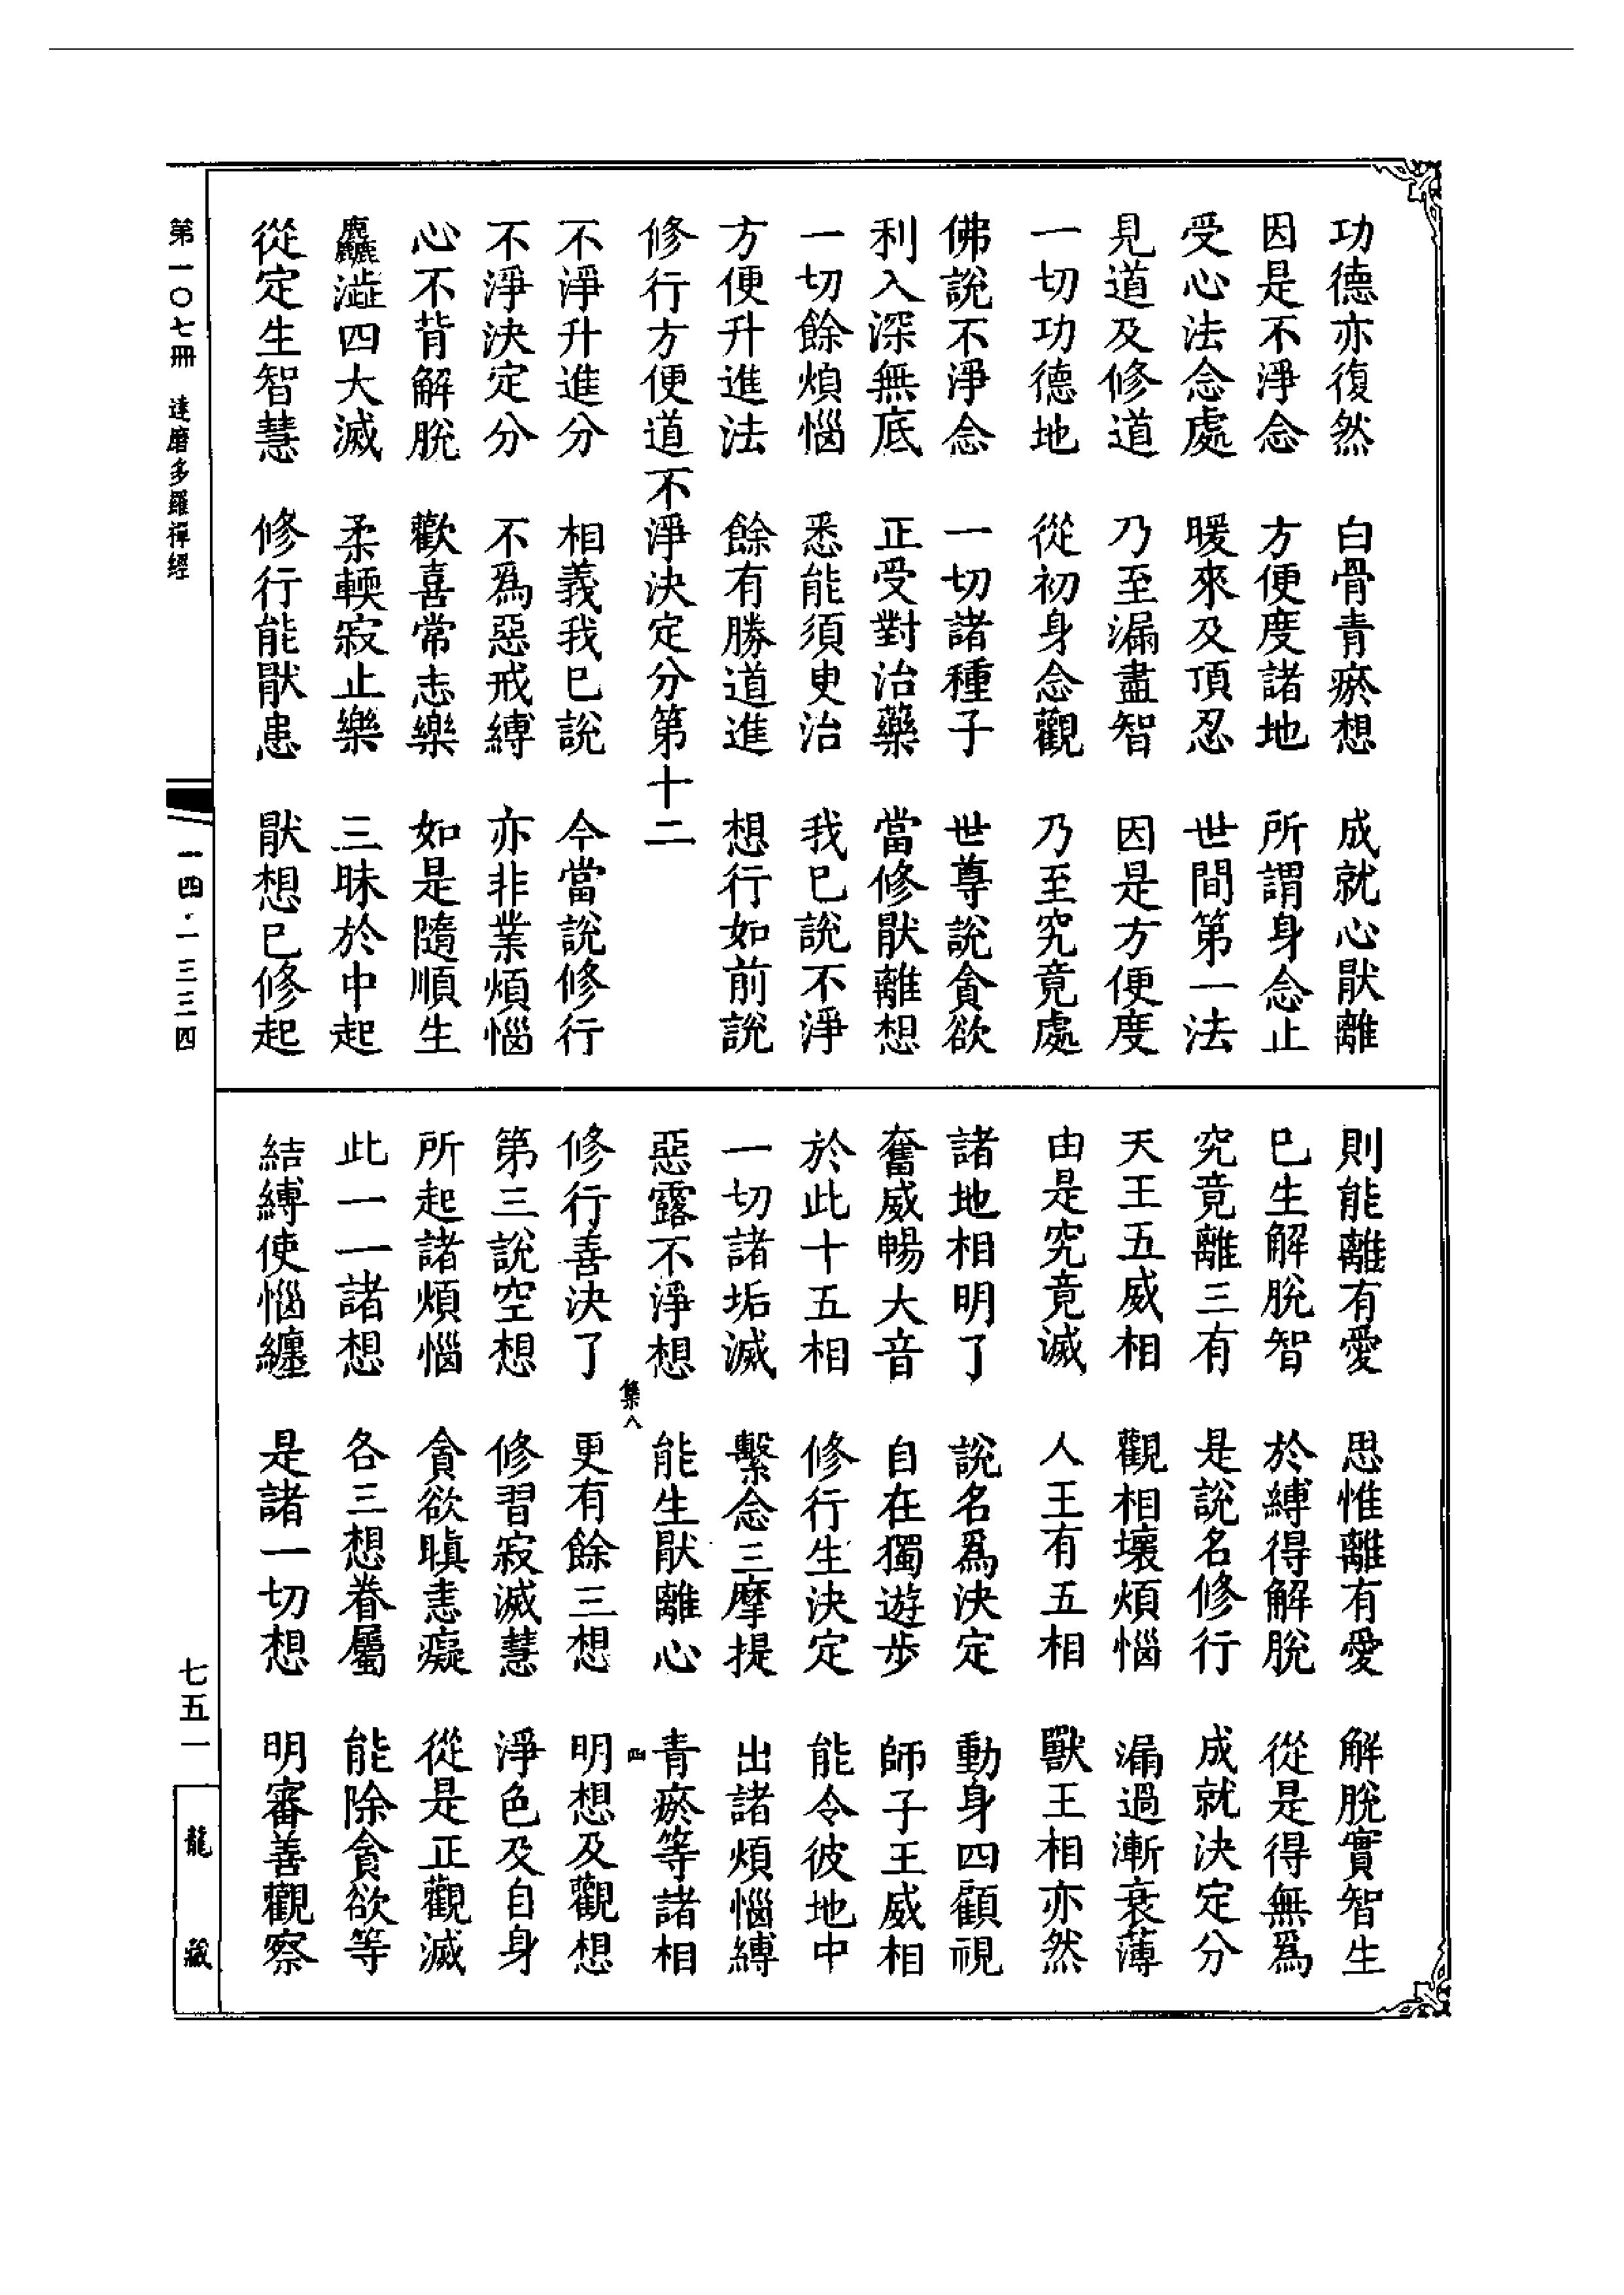 功德亦復然　白骨青瘀想　成就心猒離
因是不淨念　方便度諸地　所謂身念止
受心法念處　暖來及頂忍　世間第一法
見道及修道　乃至漏盡智　因是方便度
一切功德地　從初身念觀　乃至究竟處
佛說不淨念　一切諸種子　世尊說貪欲
利入深無底　正受對治藥　當修猒離想
一切餘煩惱　悉能須更治　我已說不淨
方便升進法　餘有勝道進　想行如前說
修行方便道不淨決定分第十二
不淨升進分　相義我已說　今當說修行
不淨決定分　不為惡戒縛　亦非業煩惱
心不背解脫　歡喜常志樂　如是隨順生
麤澁四大滅　柔輭寂止樂　三昧於中起
從定生智慧　修行能猒患　猒想已修起
則能離有愛　思惟離有愛　解脫實智生
已生解脫智　於縛得解脫　從是得無為
究竟離三有　是說名修行　成就決定分
天王五威相　觀相壞煩惱　漏過漸衰薄
由是究竟滅　人王有五相　獸王相亦然
諸地相明了　說名為決定　動身四顧視
奮威暢大音　自在獨遊步　師子王威相
於此十五相　修行生決定　能令彼地中
一切諸垢滅　繫念三摩提　出諸煩惱縛
惡露不淨想　能生猒離心　青瘀等諸相
集八　四
修行善決了　更有餘三想　明想及觀想
第三說空想　修習寂滅慧　淨色及自身
所起諸煩惱　貪欲瞋恚癡　從是正觀滅
此一一諸想　各三想眷屬　能除貪欲等
結縛使惱纏　是諸一切想　明審善觀察
第一〇七冊　達磨多羅禪經
一四·一三三四
七五一
龍藏